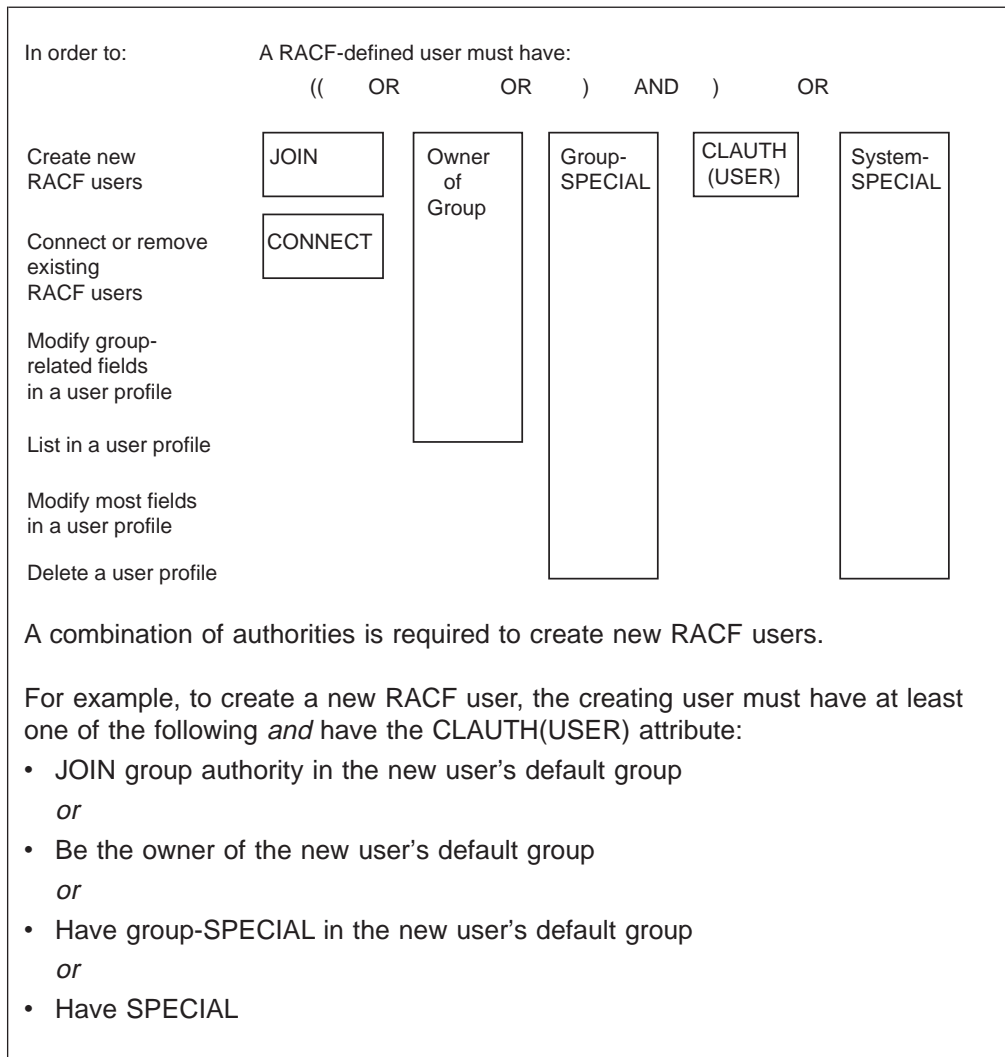 In order to: A RACF-defined user must have:
(( OR OR ) AND ) OR
Create new
RACF users
JOIN
Owner
of
Group
Group-
SPECIAL
CLAUTH
(USER)
System-
SPECIAL
Connect or remove
existing
RACF users
CONNECT
Modify group-
related fields
in a user profile
List in a user profile
Modify most fields
in a user profile
Delete a user profile
A combination of authorities is required to create new RACF users.
For example, to create a new RACF user, the creating user must have at least
one of the following and have the CLAUTH(USER) attribute:
• JOIN group authority in the new user's default group
or
• Be the owner of the new user's default group
or
• Have group-SPECIAL in the new user's default group
or
• Have SPECIAL